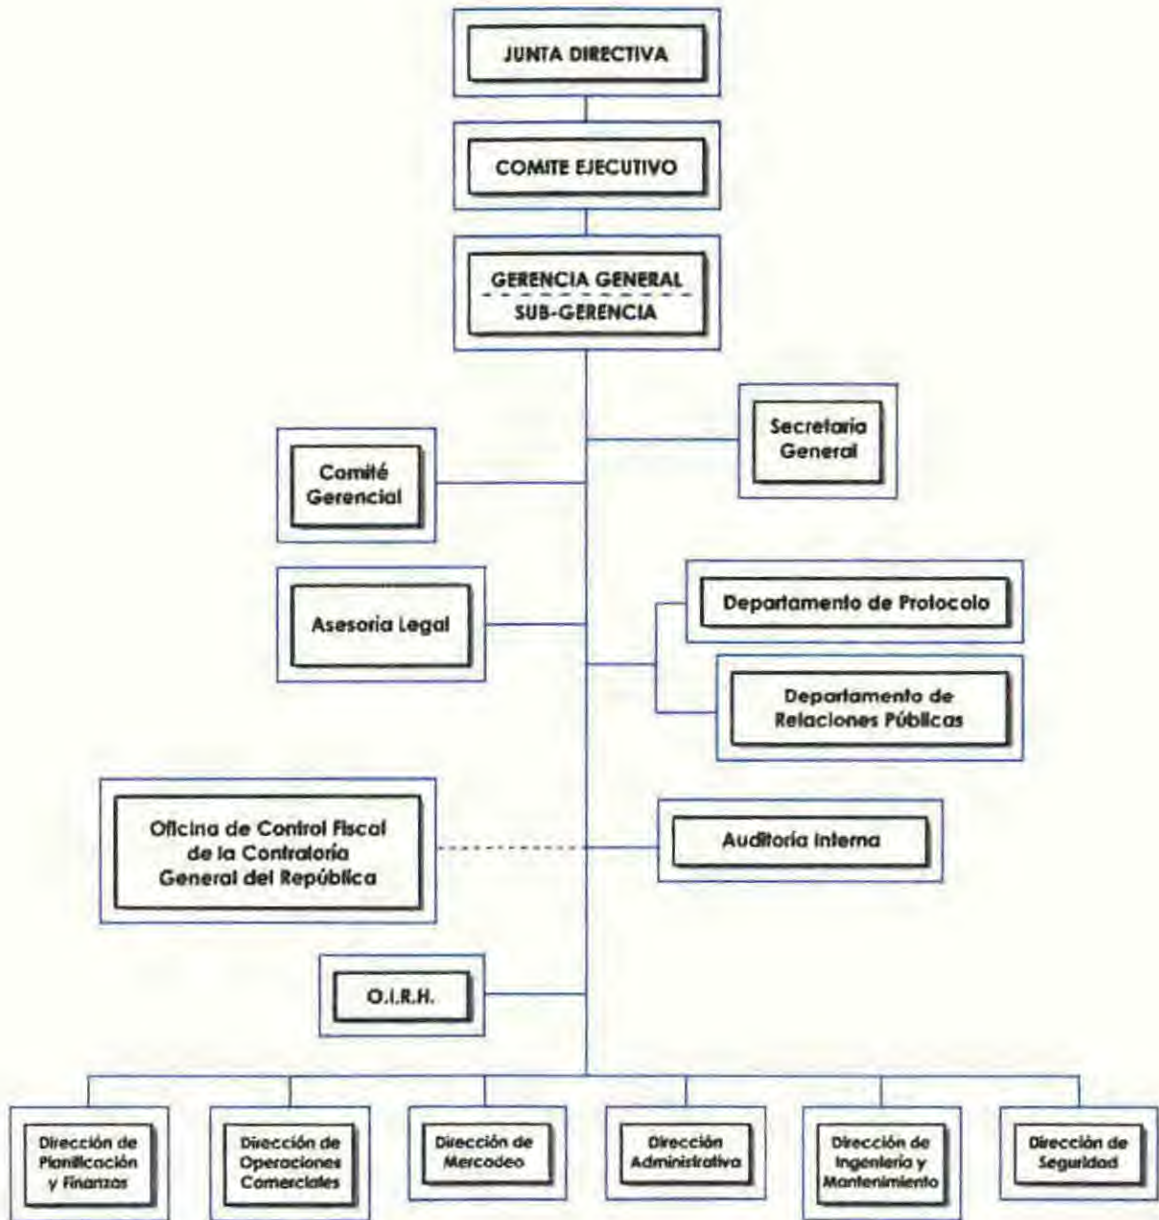 JUNTA DIRECTIVA
COMITE EJECUTIVO
GERENCIA GENERAL
SUB-GERENCIA
Secretaria
General
Comité
Gerencial
Asesoria Legal
Departamento de Protocolo
Departamento de
Relaciones Públicas
Oficina de Control Fiscal
de la Contraloría
General del República
Auditoría Interna
O.I.R.H.
Dirección de
Planificación
y Finanzas
Dirección de
Operaciones
Comerciales
Dirección de
Mercadeo
Dirección
Administrativa
Dirección de
Ingeniería y
Mantenimiento
Dirección de
Seguridad